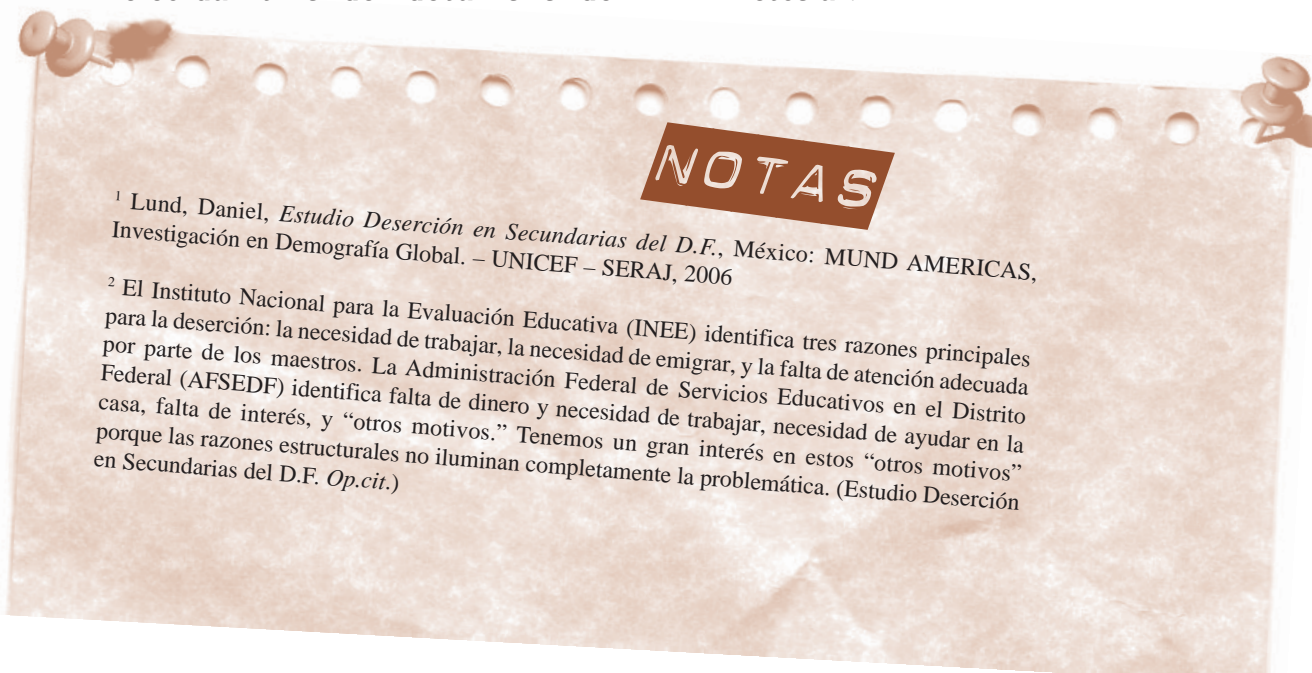 NOTAS
¹ Lund, Daniel, Estudio Deserción en Secundarias del D.F., México: MUND AMERICAS,
Investigación en Demografía Global. – UNICEF – SERAJ, 2006
² El Instituto Nacional para la Evaluación Educativa (INEE) identifica tres razones principales
para la deserción: la necesidad de trabajar, la necesidad de emigrar, y la falta de atención adecuada
por parte de los maestros. La Administración Federal de Servicios Educativos en el Distrito
Federal (AFSEDF) identifica falta de dinero y necesidad de trabajar, necesidad de ayudar en la
casa, falta de interés, y “otros motivos.” Tenemos un gran interés en estos “otros motivos”
porque las razones estructurales no iluminan completamente la problemática. (Estudio Deserción
en Secundarias del D.F. Op.cit.)